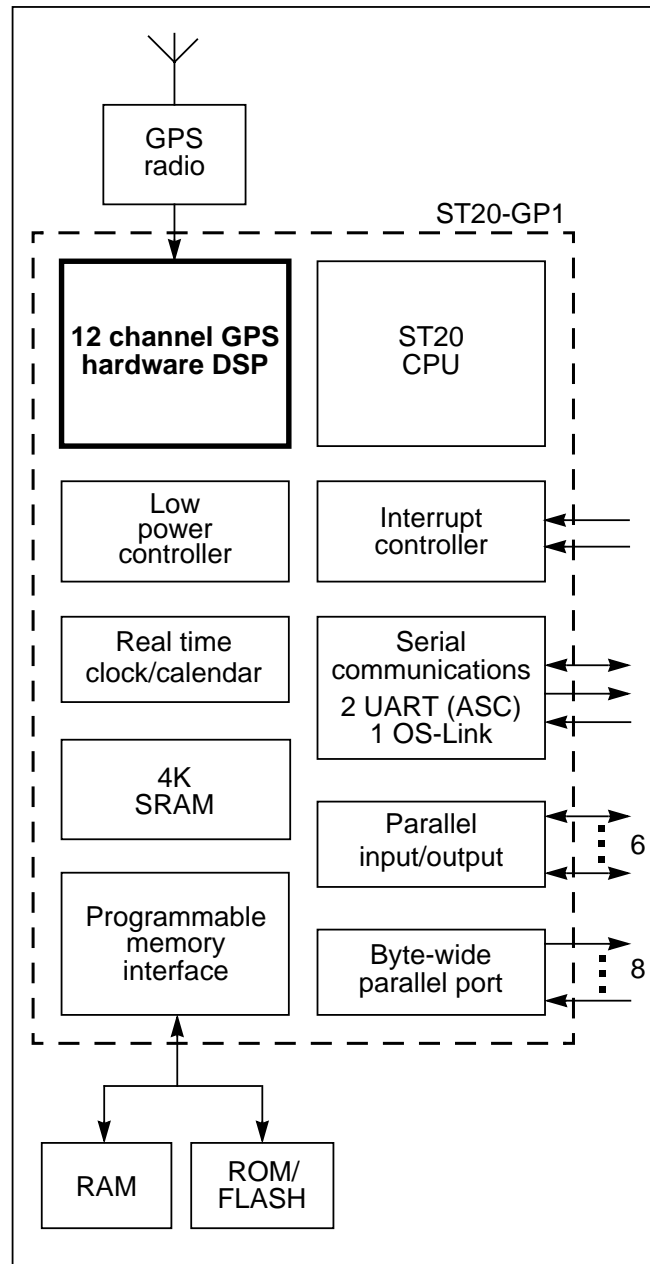 GPS
radio
ST20-GP1
12 channel GPS
hardware DSP
ST20
CPU
Low
power
controller
Interrupt
controller
Real time
clock/calendar
Serial
communications
2 UART (ASC)
1 OS-Link
4K
SRAM
Parallel
input/output
6
Programmable
memory
interface
Byte-wide
parallel port
8
RAM
ROM/
FLASH